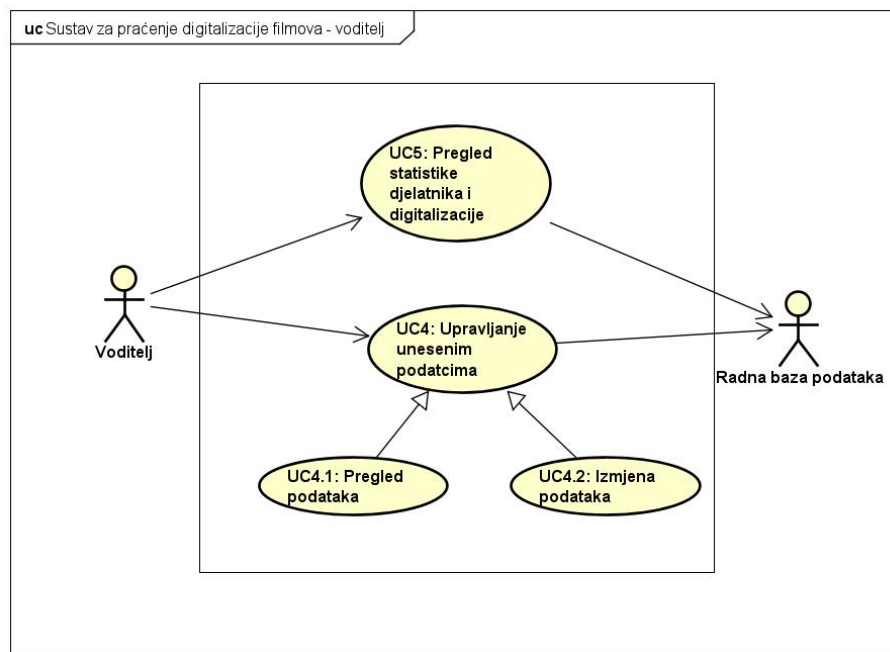 uc Sustav za praćenje digitalizacije filmova - voditelj
UC5: Pregled
statistike
djelatnika i
digitalizacije
Voditelj
UC4: Upravljanje
unesenim
podatcima
Radna baza podataka
UC4.1: Pregled
podataka
UC4.2: Izmjena
podataka